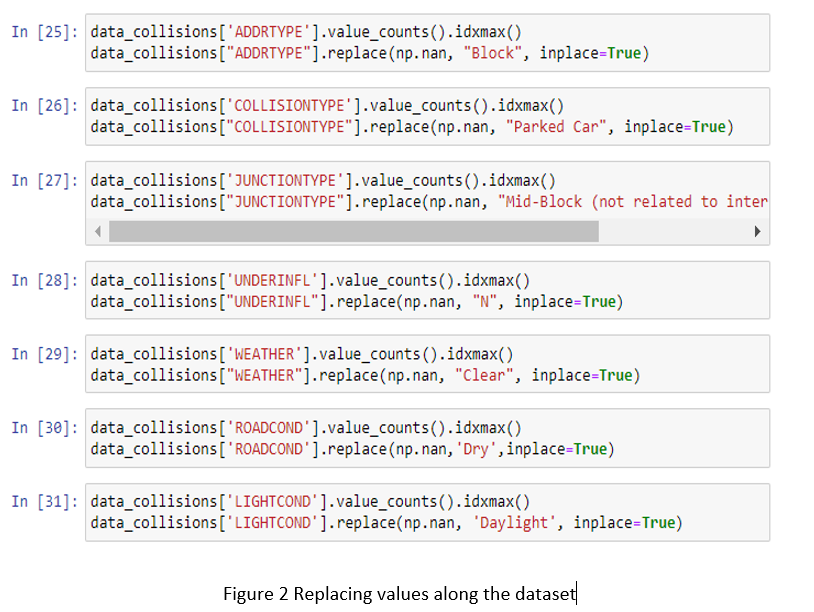 In [25]: data_collisions['ADDRTYPE'].value_counts().idxmax()
data_collisions["ADDRTYPE"].replace(np.nan, "Block", inplace=True)
In [26]: data_collisions['COLLISIONTYPE'].value_counts().idxmax()
data_collisions["COLLISIONTYPE"].replace(np.nan, "Parked Car", inplace=True)
In [27]: data_collisions['JUNCTIONTYPE'].value_counts().idxmax()
data_collisions["JUNCTIONTYPE"].replace(np.nan, "Mid-Block (not related to inter
In [28]: data_collisions['UNDERINFL'].value_counts().idxmax()
data_collisions["UNDERINFL"].replace(np.nan, "N", inplace=True)
In [29]: data_collisions['WEATHER'].value_counts().idxmax()
data_collisions["WEATHER"].replace(np.nan, "Clear", inplace=True)
In [30]: data_collisions['ROADCOND'].value_counts().idxmax()
data_collisions['ROADCOND'].replace(np.nan,'Dry',inplace=True)
In [31]: data_collisions['LIGHTCOND'].value_counts().idxmax()
data_collisions['LIGHTCOND'].replace(np.nan, 'Daylight', inplace=True)
Figure 2 Replacing values along the dataset